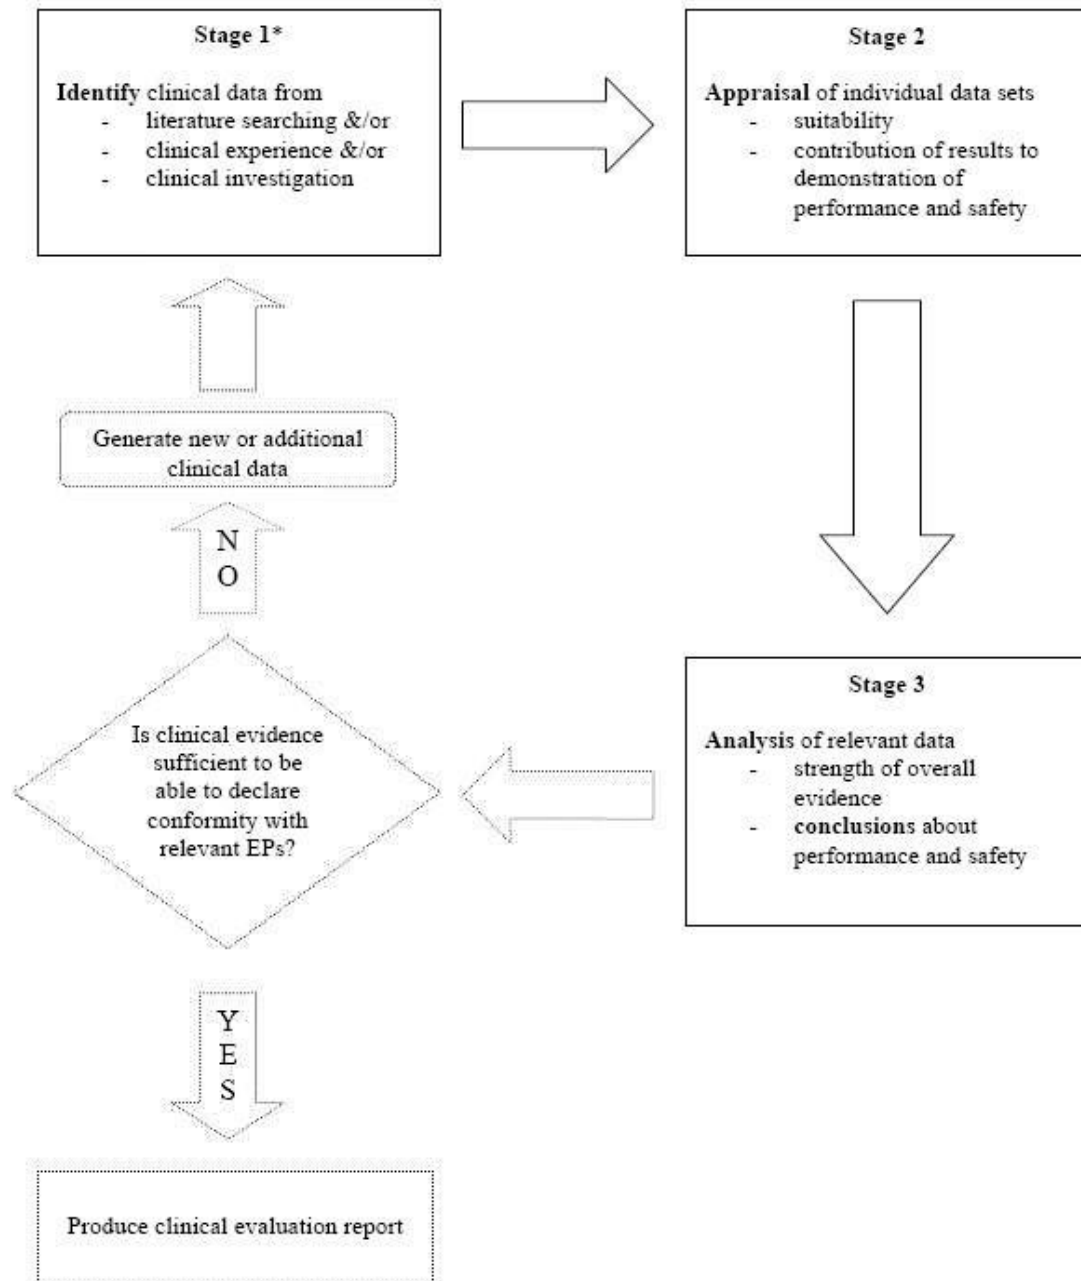 Stage 1*
Identify clinical data from
- literature searching &/or
- clinical experience &/or
- clinical investigation
Stage 2
Appraisal of individual data sets
- suitability
- contribution of results to
demonstration of
performance and safety
Stage 3
Analysis of relevant data
- strength of overall
evidence
- conclusions about
performance and safety
Is clinical evidence
sufficient to be
able to declare
conformity with
relevant EPs?
N
O
Generate new or additional
clinical data
Y
E
S
Produce clinical evaluation report